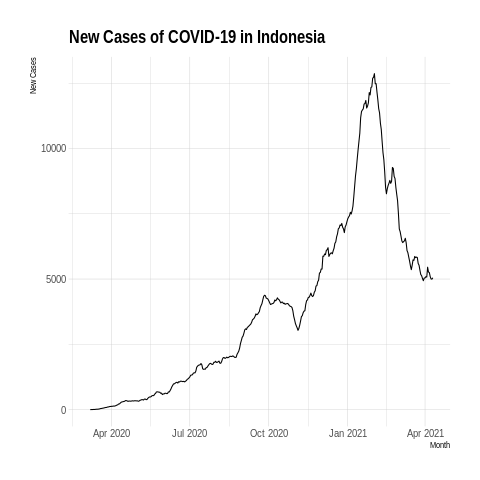 New Cases of COVID-19 in Indonesia
New Cases
10000
5000
0
Apr 2020 Jul 2020 Oct 2020 Jan 2021 Apr 2021
Month